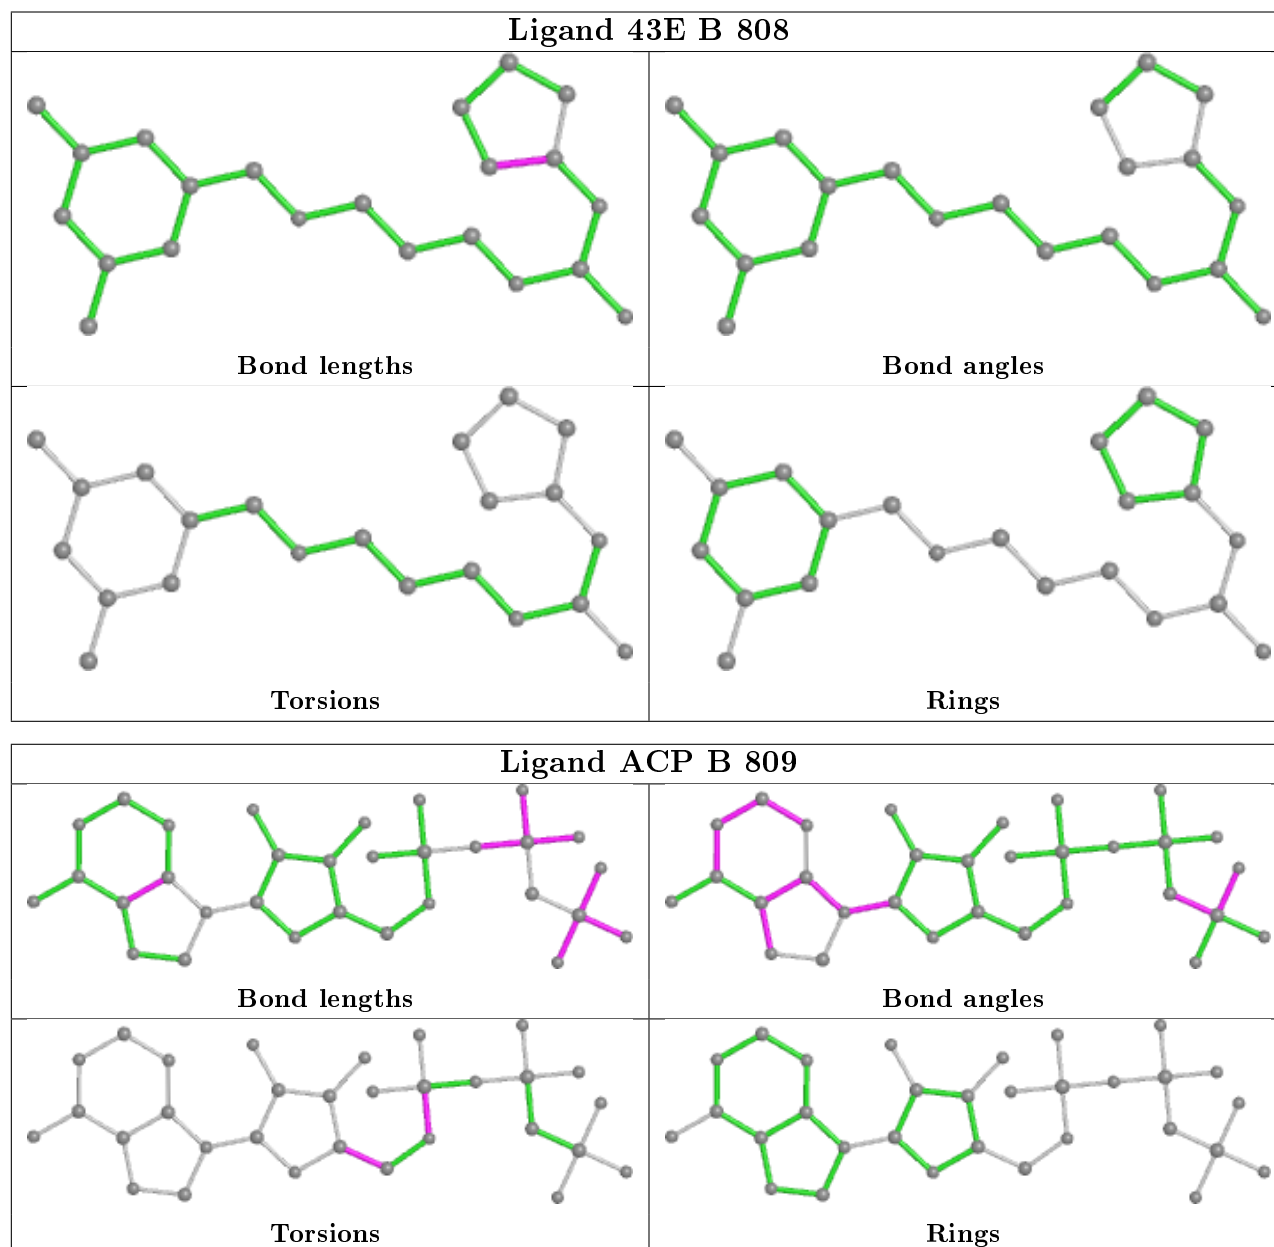 Ligand 43E B 808
Bond lengths
Bond angles
Torsions
Rings
Ligand ACP B 809
Bond lengths
Bond angles
Torsions
Rings